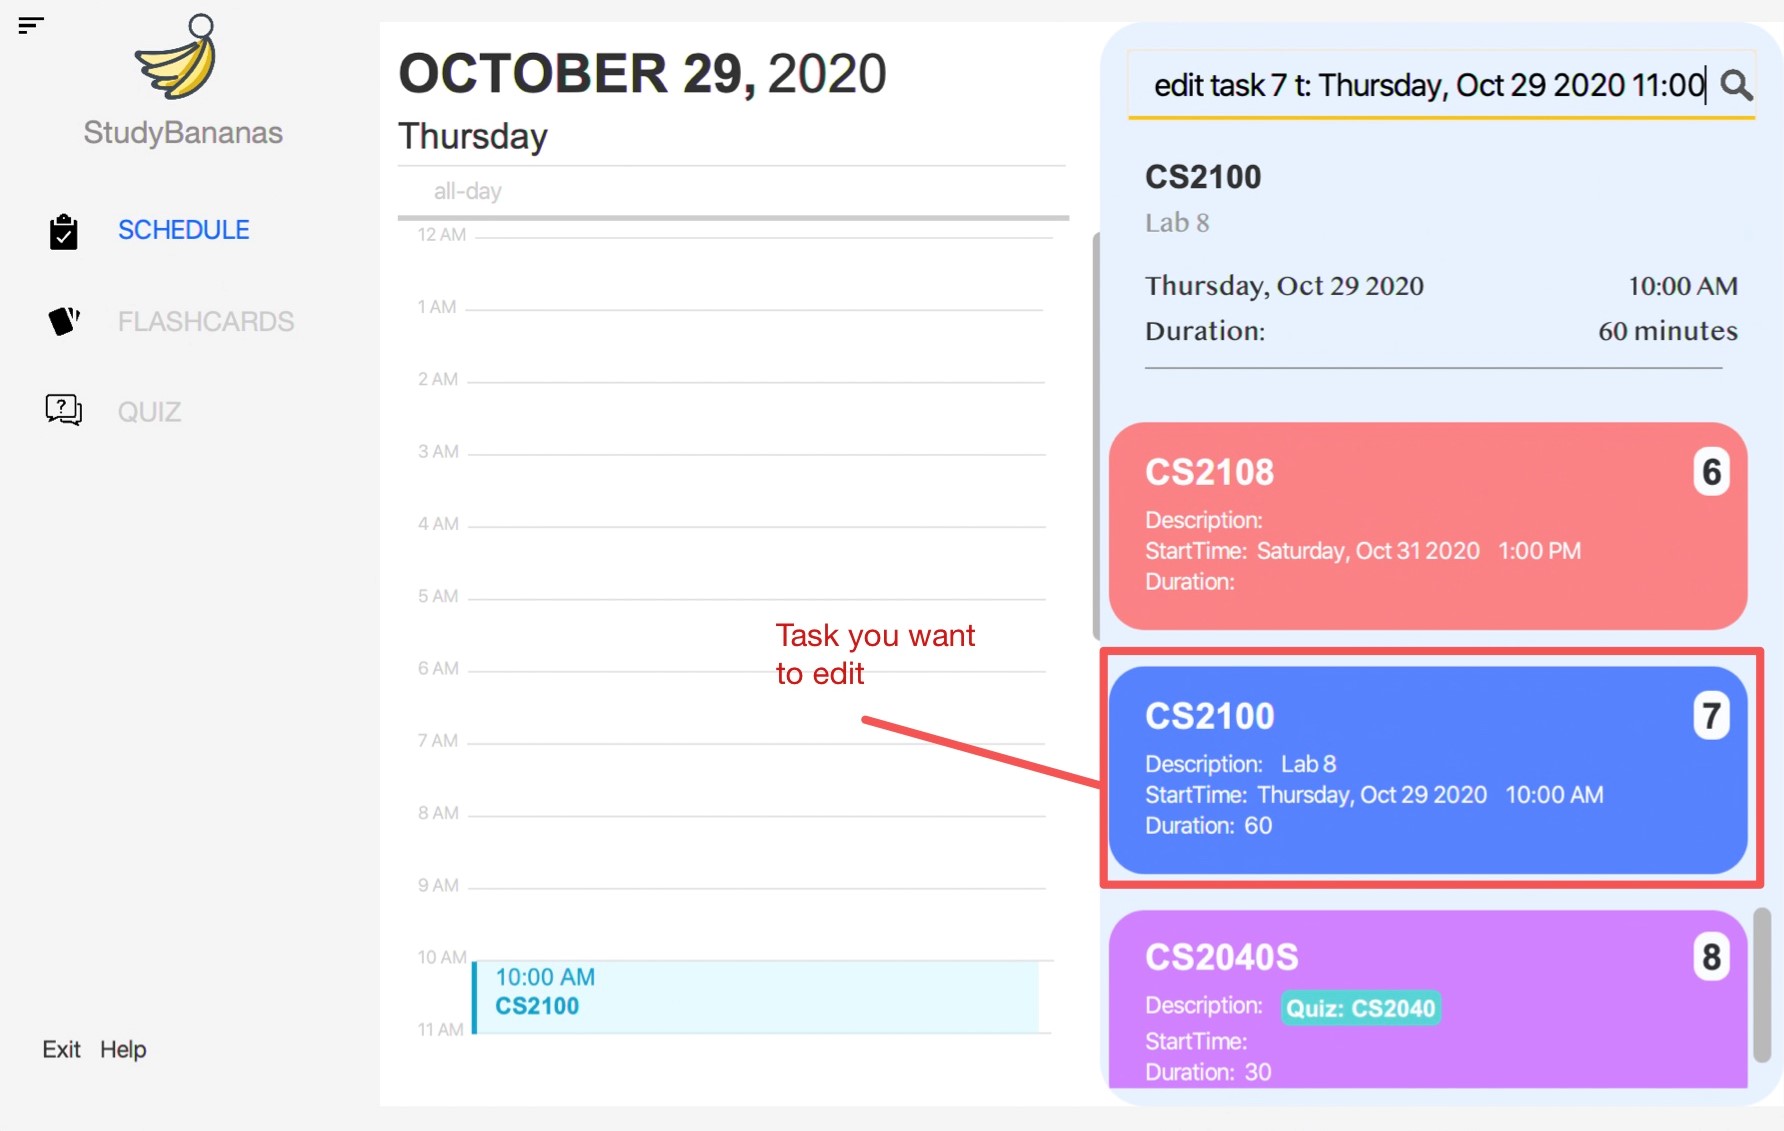 StudyBananas
SCHEDULE
FLASHCARDS
? QUIZ
Exit Help
OCTOBER 29, 2020
Thursday
all-day
12 AM
1 AM
2 AM
3 AM
4 AM
5 AM
6 AM
7 AM
8 AM
9 AM
10 AM
10:00 AM
CS2100
11 AM
Task you want
to edit
edit task 7 t: Thursday, Oct 29 2020 11:00
CS2100
Lab 8
Thursday, Oct 29 2020 10:00 AM
Duration: 60 minutes
CS2108 6
Description:
StartTime: Saturday, Oct 31 2020 1:00 PM
Duration:
CS2100 7
Description: Lab 8
StartTime: Thursday, Oct 29 2020 10:00 AM
Duration: 60
CS2040S 8
Description: Quiz: CS2040
StartTime:
Duration: 30